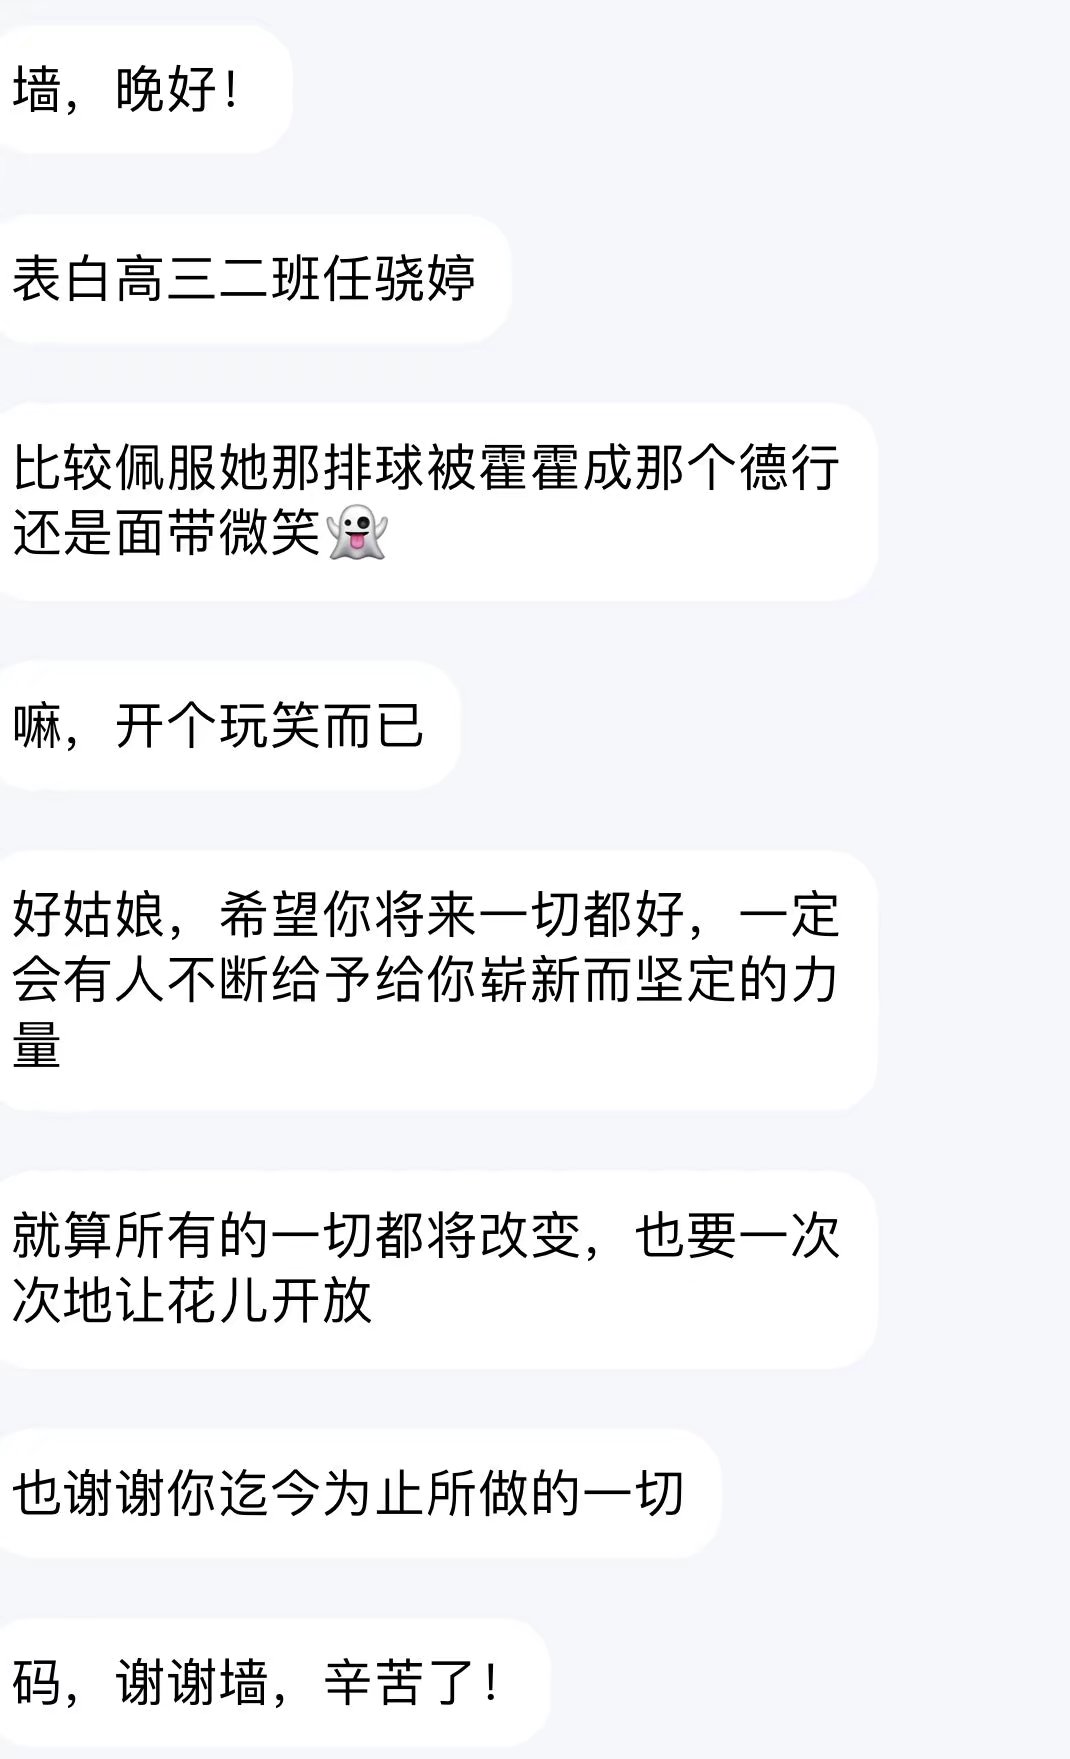 墙，晚好！
表白高三二班任骁婷
比较佩服她那排球被霍霍成那个德行
还是面带微笑👻
嘛，开个玩笑而已
好姑娘，希望你将来一切都好，一定
会有人不断给予给你崭新而坚定的力
量
就算所有的一切都将改变，也要一次
次地让花儿开放
也谢谢你迄今为止所做的一切
码，谢谢墙，辛苦了！